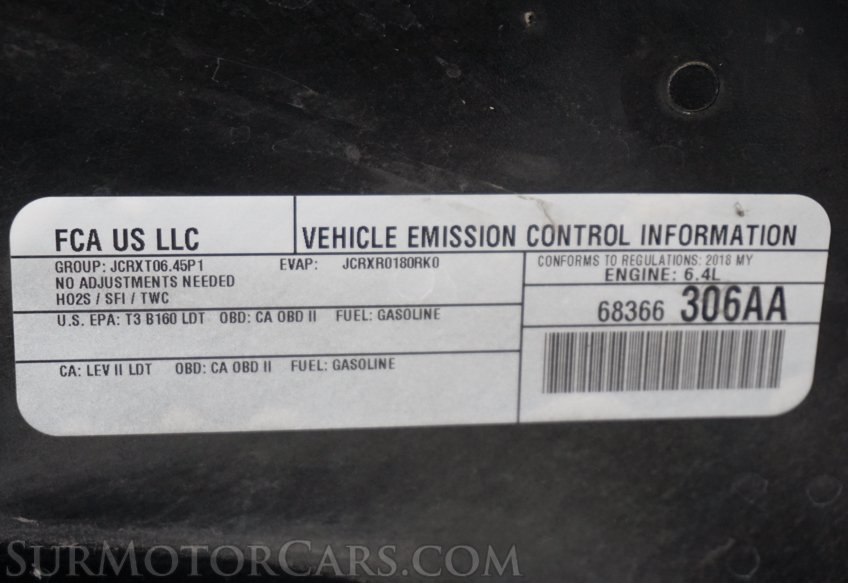 FCA US LLC
VEHICLE EMISSION CONTROL INFORMATION
GROUP: JCRXT06.45P1 EVAP: JCRXR0180RK0
NO ADJUSTMENTS NEEDED
HO2S / SFI / TWC
CONFORMS TO REGULATIONS: 2018 MY
ENGINE: 6.4L
U.S. EPA: T3 B160 LDT OBD: CA OBD II FUEL: GASOLINE
68366 306AA
CA: LEV II LDT OBD: CA OBD II FUEL: GASOLINE
SURMOTORCARS.COM